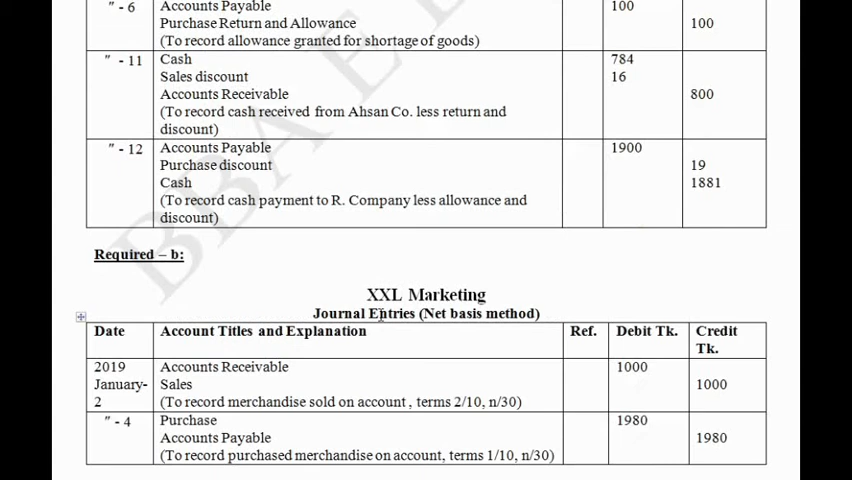 " - 6 Accounts Payable 100
Purchase Return and Allowance 100
(To record allowance granted for shortage of goods)
" - 11 Cash 784
Sales discount 16
Accounts Receivable 800
(To record cash received from Ahsan Co. less return and
discount)
" - 12 Accounts Payable 1900
Purchase discount 19
Cash 1881
(To record cash payment to R. Company less allowance and
discount)
Required – b:
XXL Marketing
Journal Entries (Net basis method)
Date Account Titles and Explanation Ref. Debit Tk. Credit
Tk.
2019 Accounts Receivable 1000
January- Sales 1000
2 (To record merchandise sold on account , terms 2/10, n/30)
" - 4 Purchase 1980
Accounts Payable 1980
(To record purchased merchandise on account, terms 1/10, n/30)
BBA E